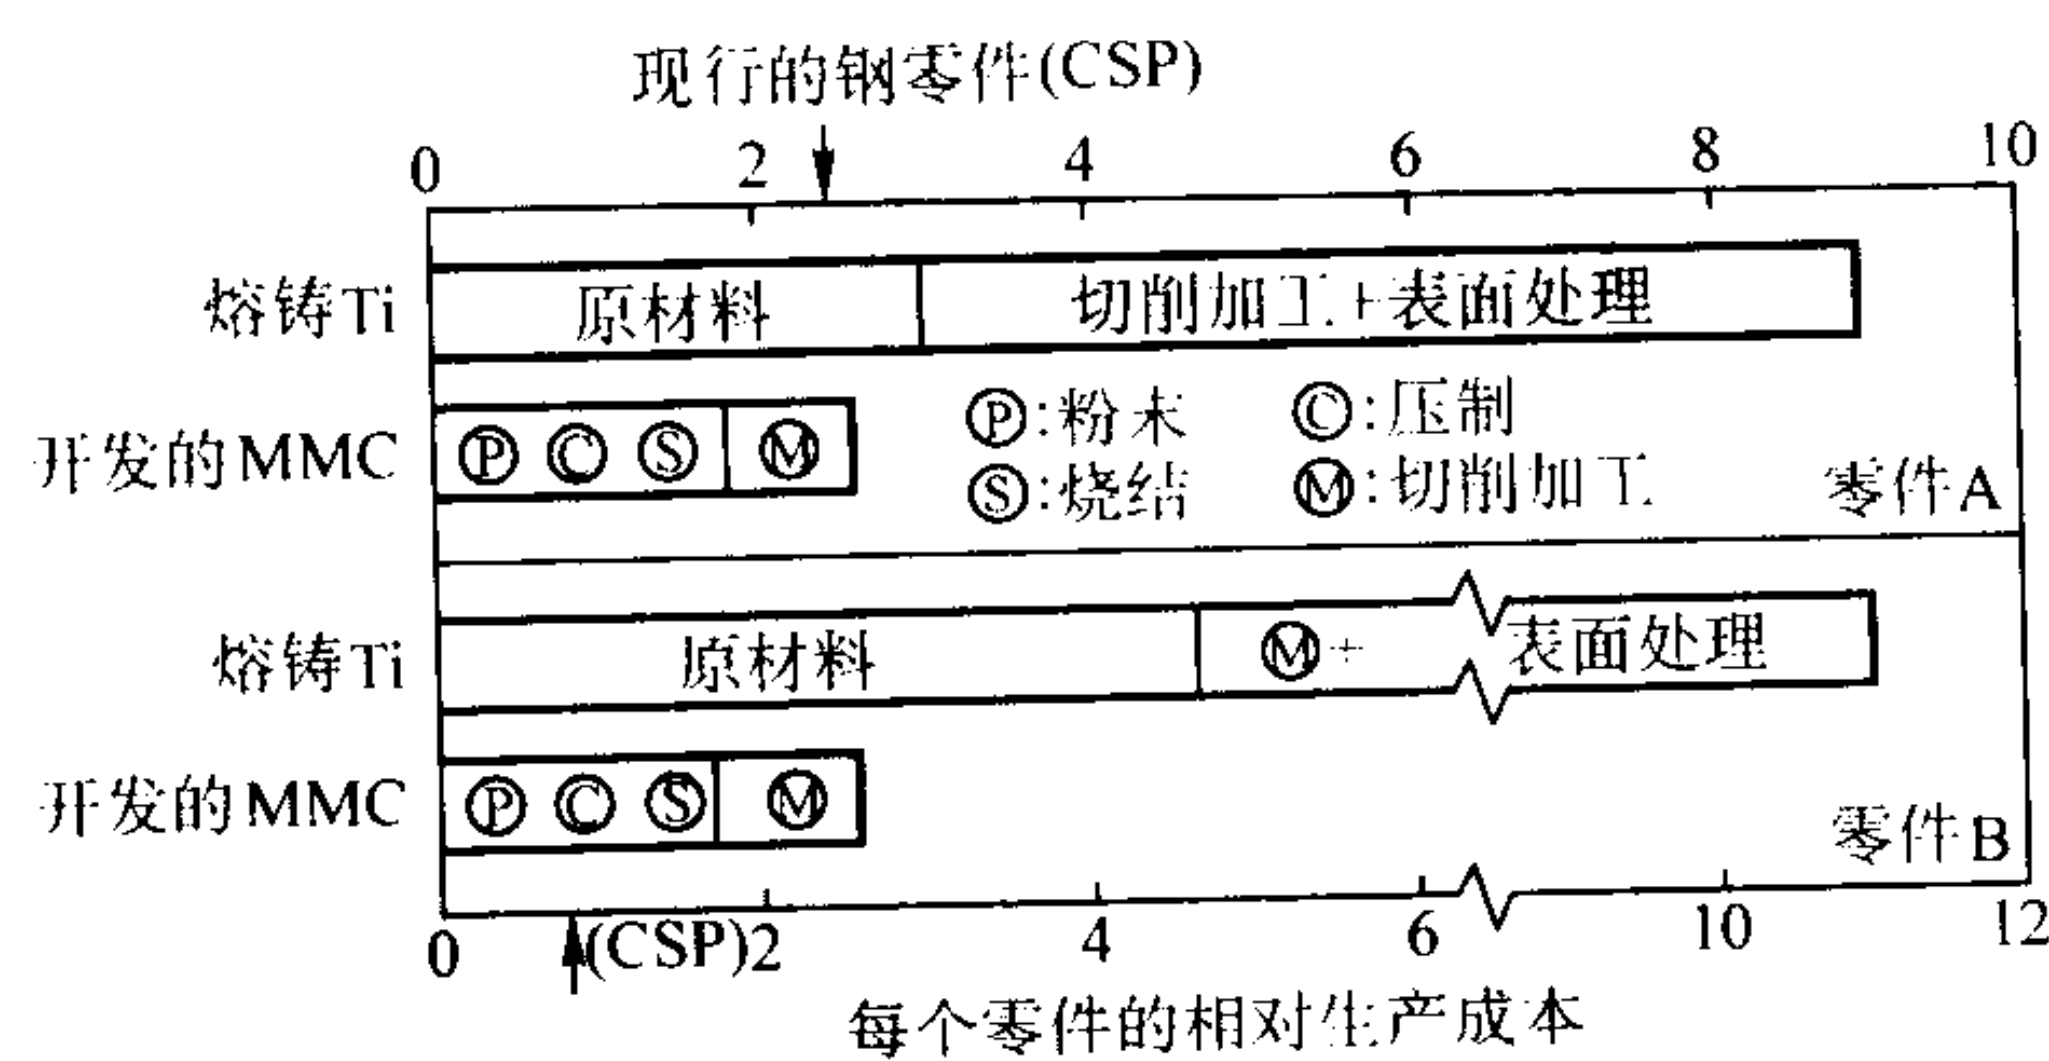 现行的钢零件(CSP)
0 2 4 6 8 10
熔铸Ti 原材料 切削加工+表面处理
开发的MMC Ⓟ Ⓒ Ⓢ Ⓜ
Ⓟ:粉末 Ⓒ:压制
Ⓢ:烧结 Ⓜ:切削加工
零件A
熔铸Ti 原材料 Ⓜ+ 表面处理
开发的MMC Ⓟ Ⓒ Ⓢ Ⓜ
零件B
0 (CSP) 2 4 6 10 12
每个零件的相对生产成本